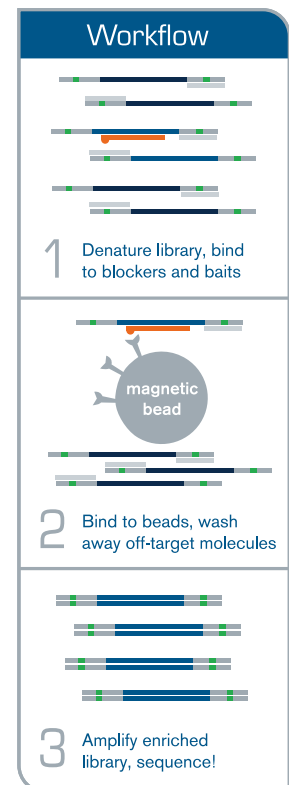 Workflow
1 Denature library, bind
to blockers and baits
magnetic
bead
2 Bind to beads, wash
away off-target molecules
3 Amplify enriched
library, sequence!